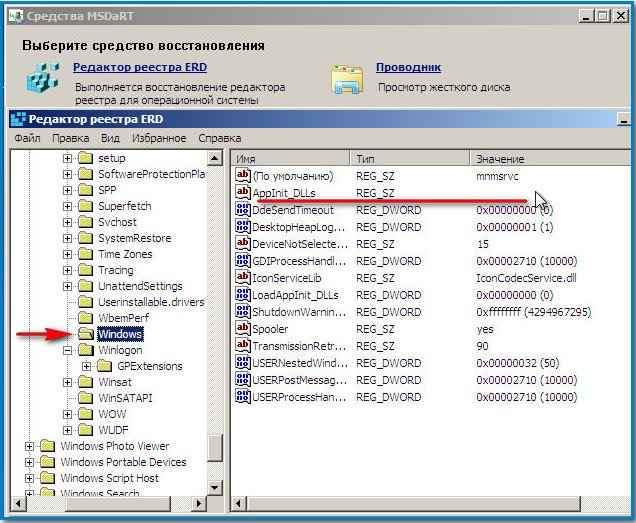 Средства MSDaRT
Выберите средство восстановления
Редактор реестра ERD
Выполняется восстановление редактора
реестра для операционной системы
Проводник
Просмотр жесткого диска
Редактор реестра ERD
Файл Правка Вид Избранное Справка
setup
SoftwareProtectionPla
SPP
Superfetch
Svchost
SystemRestore
Time Zones
Tracing
UnattendSettings
Userinstallable.drivers
WbemPerf
Windows
Winlogon
GPExtensions
Winsat
WinSATAPI
WOW
WUDF
Windows Photo Viewer
Windows Portable Devices
Windows Script Host
Windows Search
Имя Тип Значение
(По умолчанию) REG_SZ mnmsrvc
AppInit_DLLs REG_SZ
DdeSendTimeout REG_DWORD 0x00000000 (0)
DesktopHeapLog... REG_DWORD 0x00000001 (1)
DeviceNotSelecte... REG_SZ 15
GDIProcessHandl... REG_DWORD 0x00002710 (10000)
IconServiceLib REG_SZ IconCodecService.dll
LoadAppInit_DLLs REG_DWORD 0x00000000 (0)
ShutdownWarnin... REG_DWORD 0xffffffff (4294967295)
Spooler REG_SZ yes
TransmissionRetr... REG_SZ 90
USERNestedWind... REG_DWORD 0x00000032 (50)
USERPostMessag... REG_DWORD 0x00002710 (10000)
USERProcessHan... REG_DWORD 0x00002710 (10000)